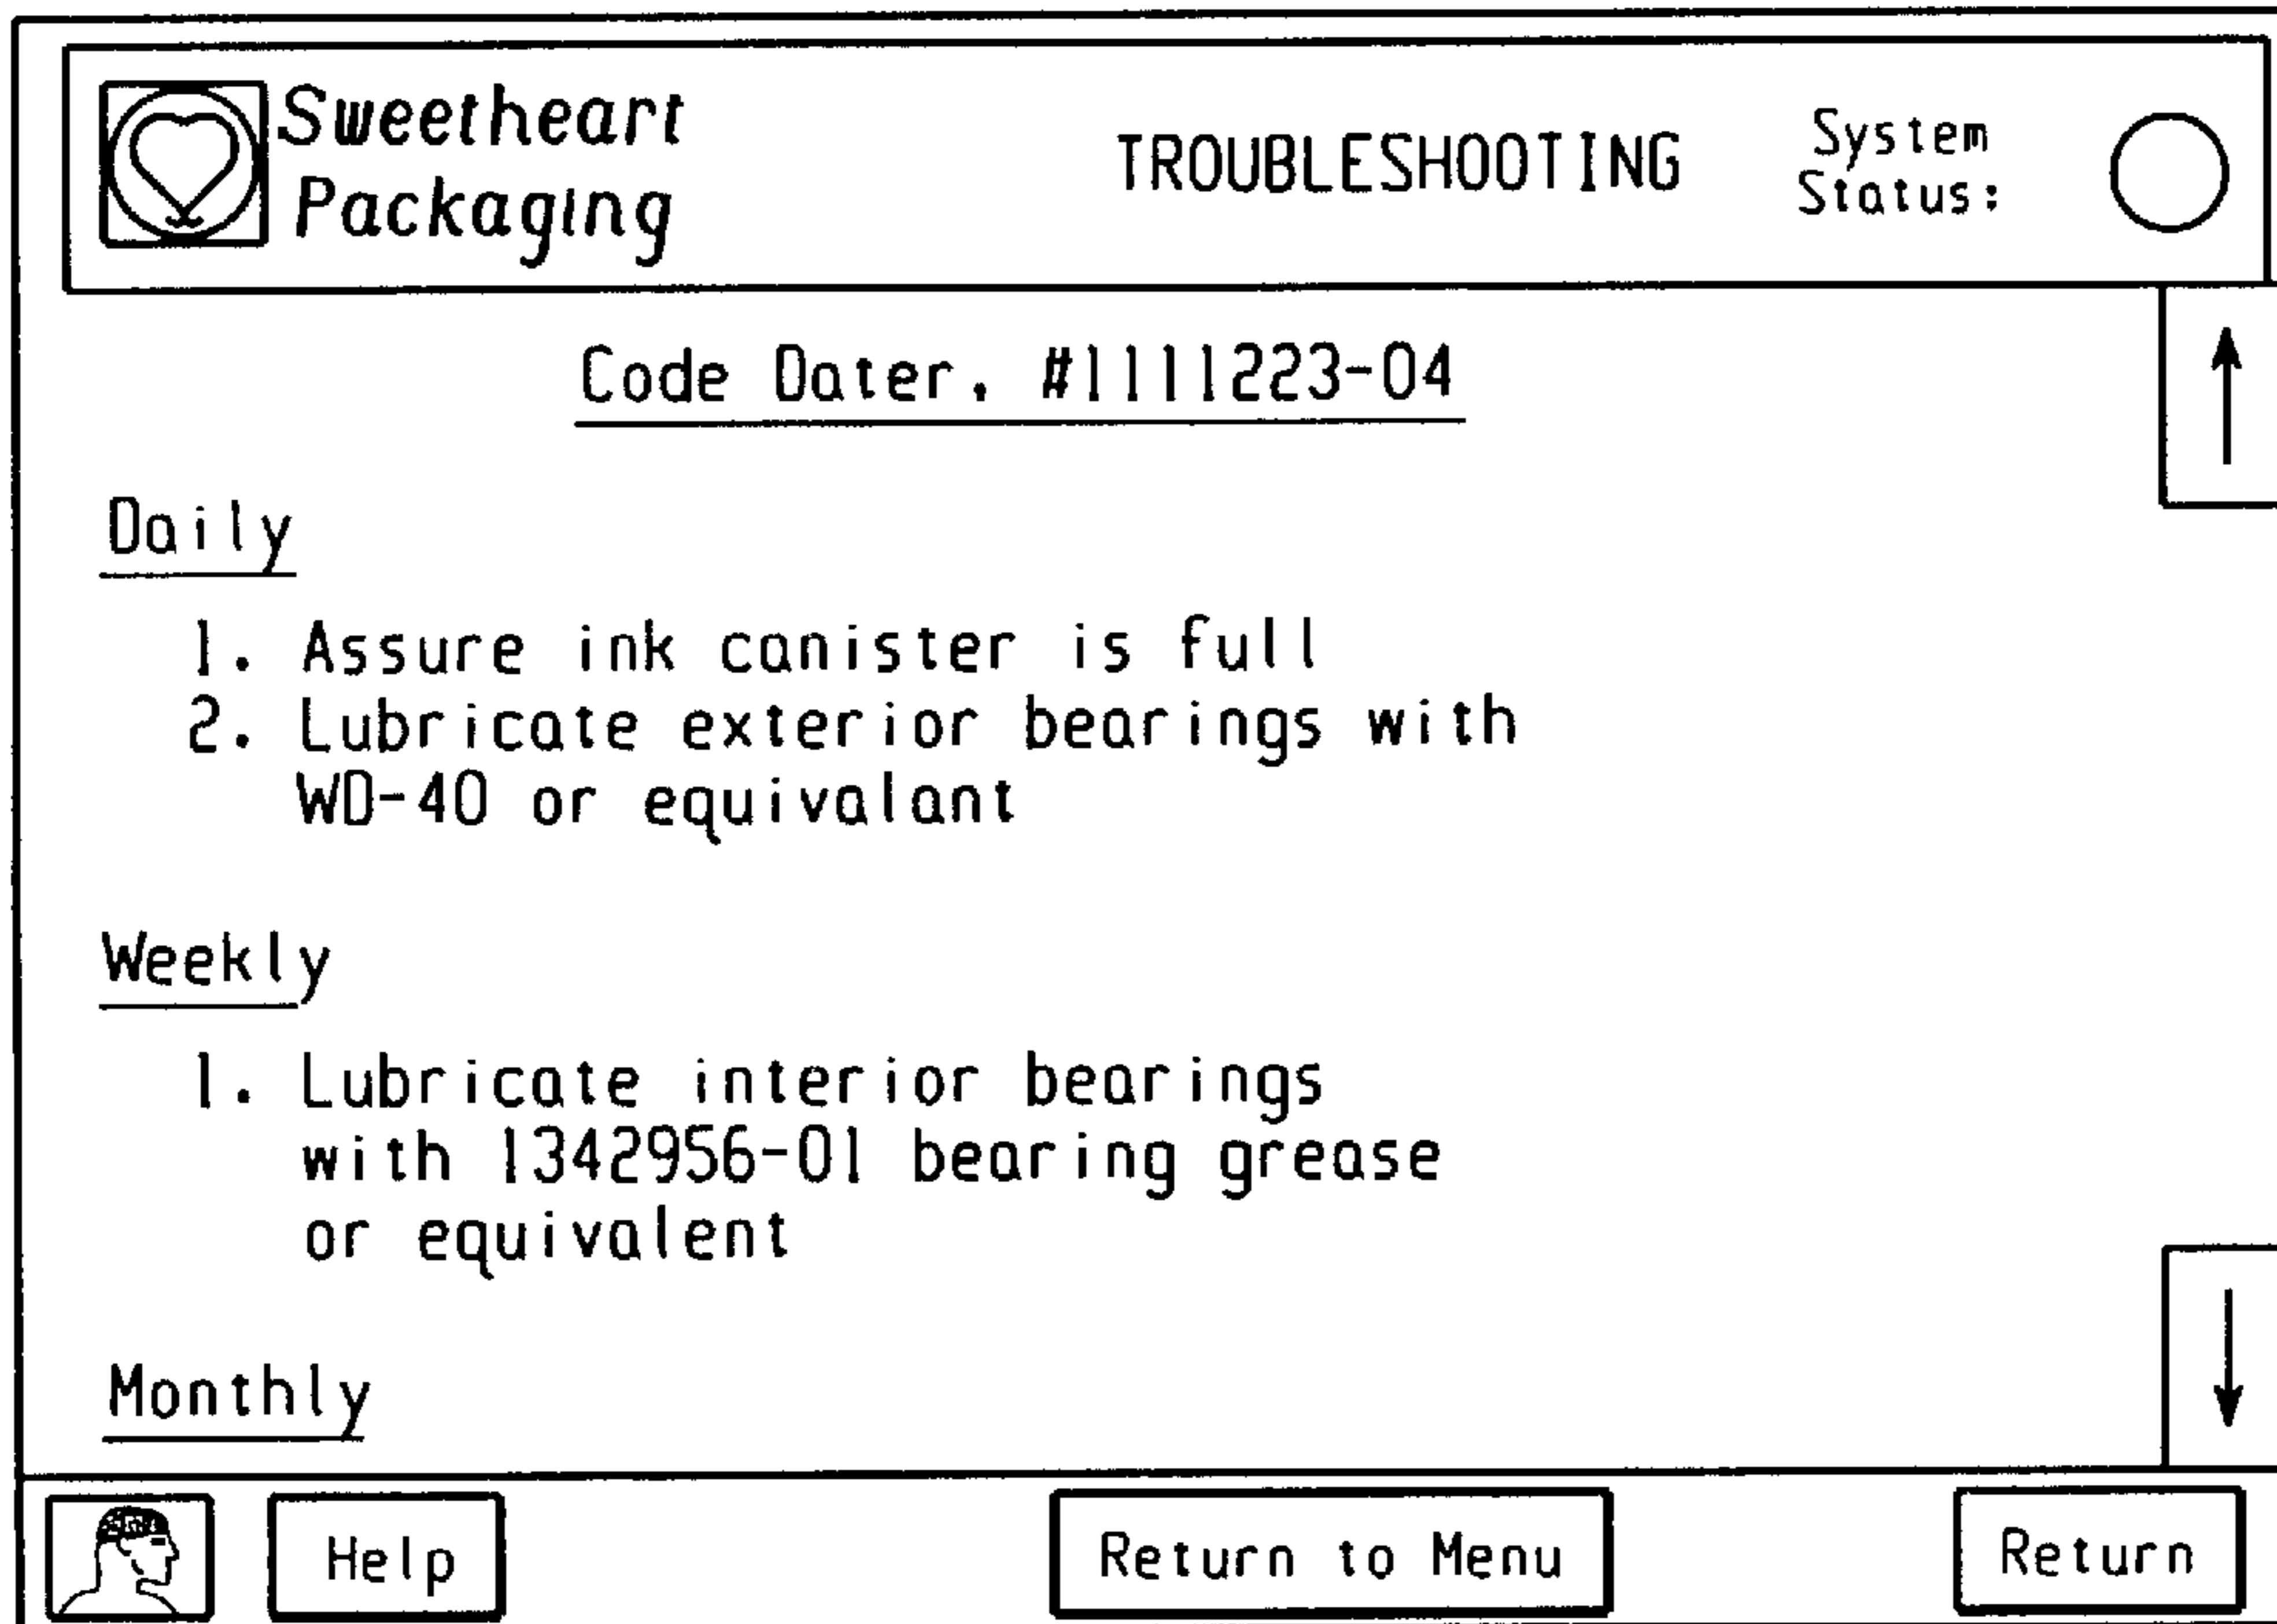 Sweetheart
Packaging
TROUBLESHOOTING
System
Status:
Code Dater. #1111223-04
Daily
1. Assure ink canister is full
2. Lubricate exterior bearings with
WD-40 or equivalant
Weekly
1. Lubricate interior bearings
with 1342956-01 bearing grease
or equivalent
Monthly
Help
Return to Menu
Return